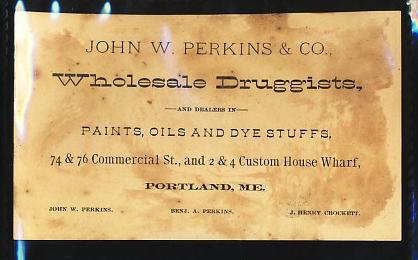 JOHN W. PERKINS & CO.,
Wholesale Druggists,
—AND DEALERS IN—
PAINTS, OILS AND DYE STUFFS,
74 & 76 Commercial St., and 2 & 4 Custom House Wharf,
PORTLAND, ME.
JOHN W. PERKINS. BENJ. A. PERKINS. J. HENRY CROCKETT.